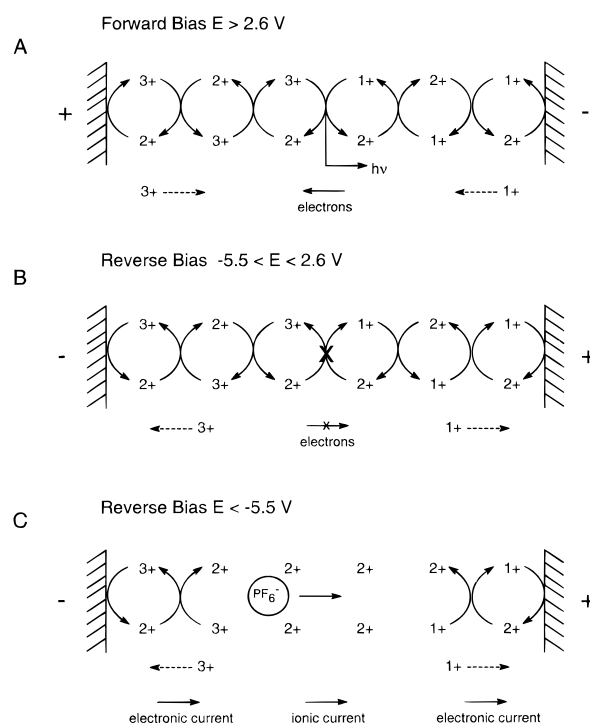 Forward Bias E > 2.6 V
A
3+ 2+ 3+ 1+ 2+ 1+
+ -
2+ 3+ 2+ 2+ 1+ 2+
hν
3+ 1+
electrons
Reverse Bias -5.5 < E < 2.6 V
B
3+ 2+ 3+ 1+ 2+ 1+
- X +
2+ 3+ 2+ 2+ 1+ 2+
3+ x 1+
electrons
Reverse Bias E < -5.5 V
C
3+ 2+ 2+ 2+ 2+ 1+
- PF6- +
2+ 3+ 2+ 2+ 1+ 2+
3+ 1+
electronic current ionic current electronic current